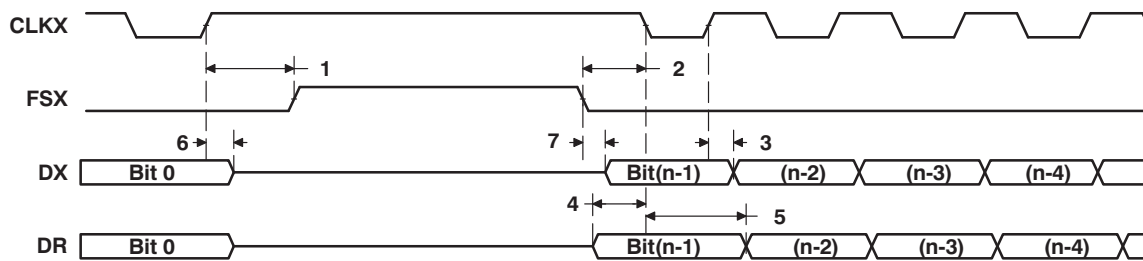 CLKX
1 2
FSX
6 7 3
DX Bit 0 Bit(n-1) (n-2) (n-3) (n-4)
4 5
DR Bit 0 Bit(n-1) (n-2) (n-3) (n-4)